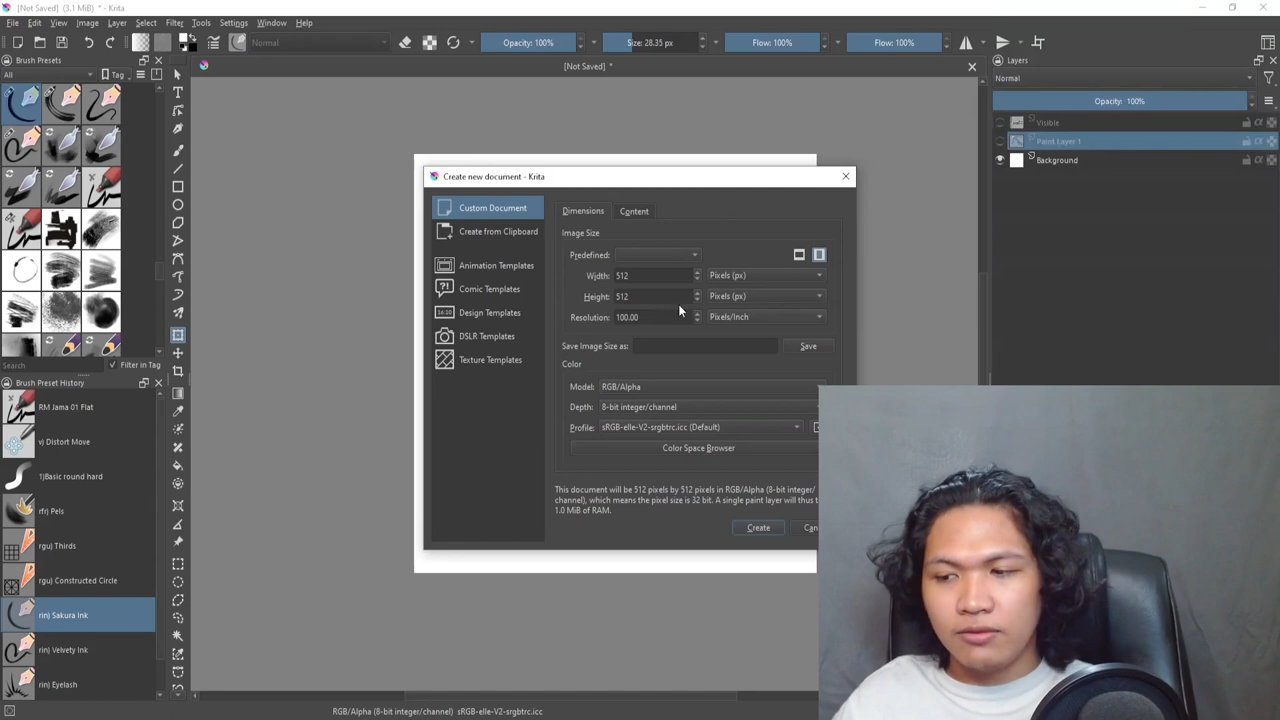 [Not Saved] (3.1 MiB) * - Krita
File Edit View Image Layer Select Filter Tools Settings Window Help
Normal
Opacity: 100%
Size: 28.35 px
Flow: 100%
Flow: 100%
Brush Presets
[Not Saved] *
Layers
All
Tag
Normal
Opacity: 100%
Visible
Paint Layer 1
Background
Create new document - Krita
Custom Document
Create from Clipboard
Animation Templates
Comic Templates
Design Templates
DSLR Templates
Texture Templates
Dimensions
Content
Image Size
Predefined:
Width: 512 Pixels (px)
Height: 512 Pixels (px)
Resolution: 100.00 Pixels/Inch
Save Image Size as:
Save
Color
Model: RGB/Alpha
Depth: 8-bit integer/channel
Profile: sRGB-elle-V2-srgbtrc.icc (Default)
Color Space Browser
This document will be 512 pixels by 512 pixels in RGB/Alpha (8-bit integer/
channel), which means the pixel size is 32 bit. A single paint layer will thus t
1.0 MiB of RAM.
Create
Can
Search
Filter in Tag
Brush Preset History
RM Jama 01 Flat
v) Distort Move
1)Basic round hard
rfr) Pels
rgu) Thirds
rgu) Constructed Circle
rin) Sakura Ink
rin) Velvety Ink
rin) Eyelash
RGB/Alpha (8-bit integer/channel) sRGB-elle-V2-srgbtrc.icc